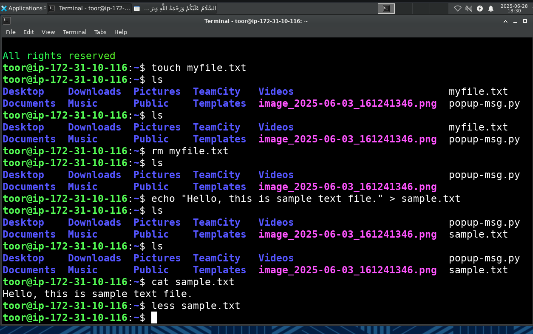 Applications
Terminal - toor@ip-172-31-10-116: ~
2025-06-28
18:30
Terminal - toor@ip-172-31-10-116: ~
File Edit View Terminal Tabs Help
All rights reserved
toor@ip-172-31-10-116:~$ touch myfile.txt
toor@ip-172-31-10-116:~$ ls
Desktop Downloads Pictures TeamCity Videos myfile.txt
Documents Music Public Templates image_2025-06-03_161241346.png popup-msg.py
toor@ip-172-31-10-116:~$ ls
Desktop Downloads Pictures TeamCity Videos myfile.txt
Documents Music Public Templates image_2025-06-03_161241346.png popup-msg.py
toor@ip-172-31-10-116:~$ rm myfile.txt
toor@ip-172-31-10-116:~$ ls
Desktop Downloads Pictures TeamCity Videos popup-msg.py
Documents Music Public Templates image_2025-06-03_161241346.png
toor@ip-172-31-10-116:~$ echo "Hello, this is sample text file." > sample.txt
toor@ip-172-31-10-116:~$ ls
Desktop Downloads Pictures TeamCity Videos popup-msg.py
Documents Music Public Templates image_2025-06-03_161241346.png sample.txt
toor@ip-172-31-10-116:~$ ls
Desktop Downloads Pictures TeamCity Videos popup-msg.py
Documents Music Public Templates image_2025-06-03_161241346.png sample.txt
toor@ip-172-31-10-116:~$ cat sample.txt
Hello, this is sample text file.
toor@ip-172-31-10-116:~$ less sample.txt
toor@ip-172-31-10-116:~$